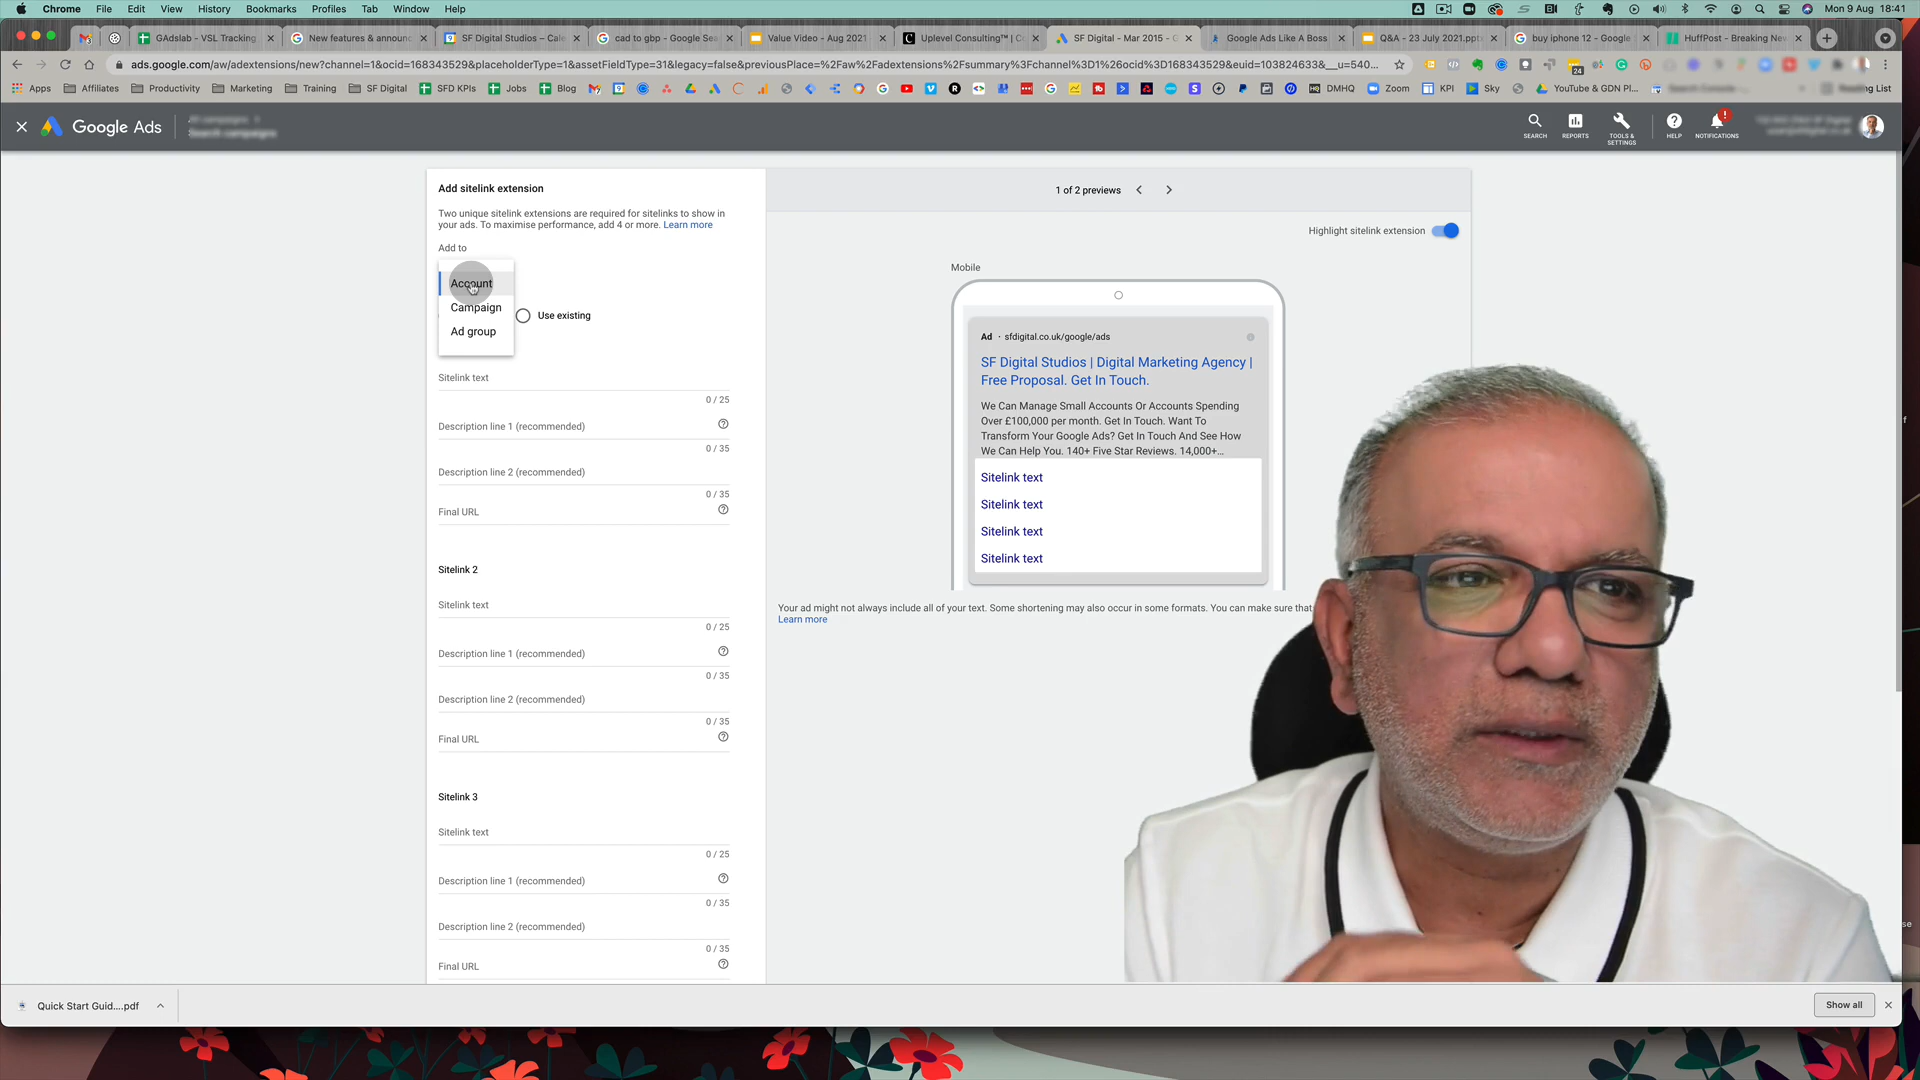 Chrome File Edit View History Bookmarks Profiles Tab Window Help Mon 9 Aug 18:41
GAdslab - VSL Tracking New features & announc SF Digital Studios – Cale cad to gbp - Google Sea Value Video - Aug 2021 Uplevel Consulting™ | C SF Digital - Mar 2015 - G Google Ads Like A Boss Q&A - 23 July 2021.pptx buy iphone 12 - Google HuffPost - Breaking Nev
ads.google.com/aw/adextensions/new?channel=1&ocid=168343529&placeholderType=1&assetFieldType=31&legacy=false&previousPlace=%2Faw%2Fadextensions%2Fsummary%3Fchannel%3D1%26ocid%3D168343529&euid=103824633&__u=540...
24
Apps Affiliates Productivity Marketing Training SF Digital SFD KPIs Jobs Blog DMHQ Zoom KPI Sky YouTube & GDN Pl... Search Console Reading List
Google Ads
All campaigns
Search campaigns
SEARCH REPORTS TOOLS & SETTINGS HELP NOTIFICATIONS
Add sitelink extension
Two unique sitelink extensions are required for sitelinks to show in
your ads. To maximise performance, add 4 or more. Learn more
Add to
Account
Campaign
Ad group
Use existing
Sitelink text
0 / 25
Description line 1 (recommended)
0 / 35
Description line 2 (recommended)
0 / 35
Final URL
Sitelink 2
Sitelink text
0 / 25
Description line 1 (recommended)
0 / 35
Description line 2 (recommended)
0 / 35
Final URL
Sitelink 3
Sitelink text
0 / 25
Description line 1 (recommended)
0 / 35
Description line 2 (recommended)
0 / 35
Final URL
1 of 2 previews
Highlight sitelink extension
Mobile
Ad · sfdigital.co.uk/google/ads
SF Digital Studios | Digital Marketing Agency |
Free Proposal. Get In Touch.
We Can Manage Small Accounts Or Accounts Spending
Over £100,000 per month. Get In Touch. Want To
Transform Your Google Ads? Get In Touch And See How
We Can Help You. 140+ Five Star Reviews. 14,000+...
Sitelink text
Sitelink text
Sitelink text
Sitelink text
Your ad might not always include all of your text. Some shortening may also occur in some formats. You can make sure that
Learn more
Quick Start Guid....pdf
Show all